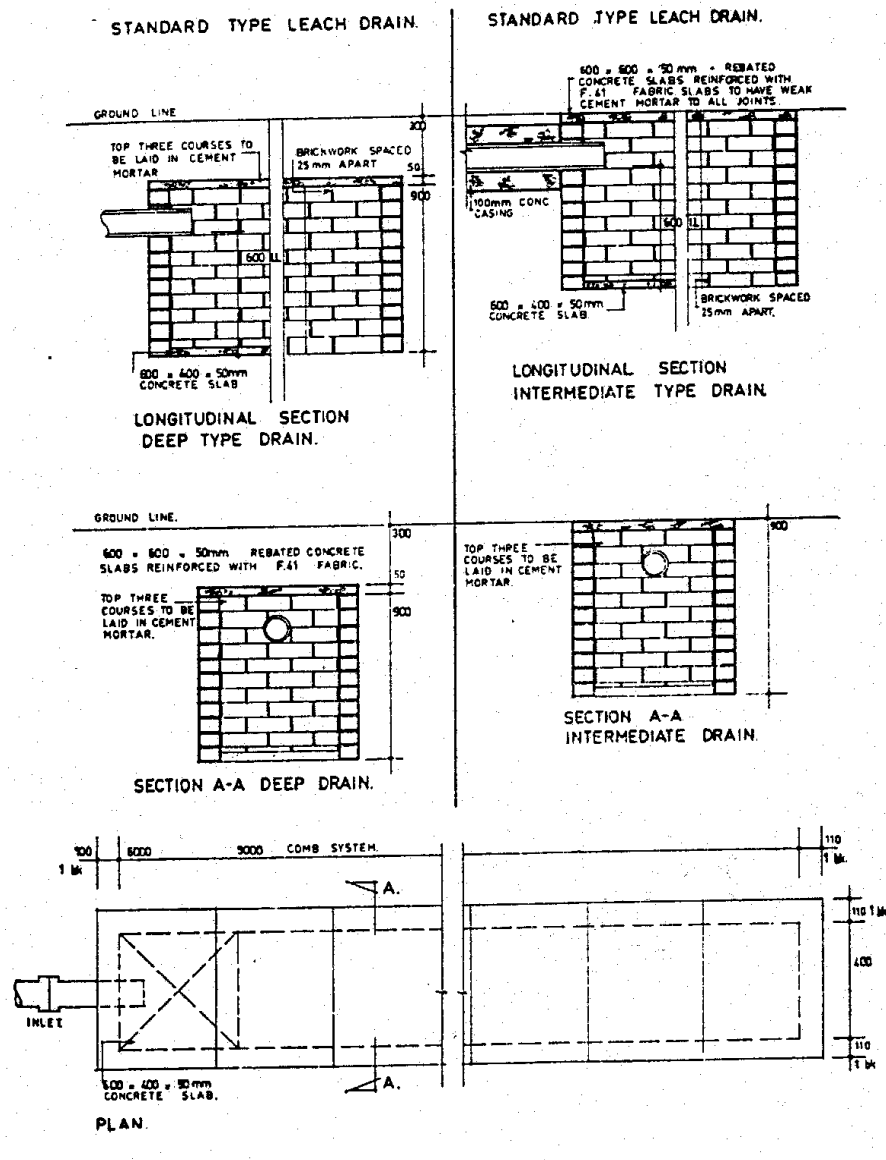 STANDARD TYPE LEACH DRAIN.
GROUND LINE
TOP THREE COURSES TO
BE LAID IN CEMENT
MORTAR
BRICKWORK SPACED
25mm APART
300
50
900
600 I.L.
600 × 400 × 50mm
CONCRETE SLAB
LONGITUDINAL SECTION
DEEP TYPE DRAIN.
STANDARD TYPE LEACH DRAIN.
600 × 600 × 50mm - REBATED
CONCRETE SLABS REINFORCED WITH
F.41 FABRIC SLABS TO HAVE WEAK
CEMENT MORTAR TO ALL JOINTS.
100mm CONC
CASING
600 I.L.
600 × 400 × 50mm
CONCRETE SLAB.
BRICKWORK SPACED
25mm APART.
LONGITUDINAL SECTION
INTERMEDIATE TYPE DRAIN.
GROUND LINE.
600 × 600 × 50mm REBATED CONCRETE
SLABS REINFORCED WITH F.41 FABRIC.
TOP THREE
COURSES TO BE
LAID IN CEMENT
MORTAR.
300
50
900
SECTION A-A DEEP DRAIN.
TOP THREE
COURSES TO BE
LAID IN CEMENT
MORTAR.
900
SECTION A-A
INTERMEDIATE DRAIN.
1 bk
6000
9000 COMB SYSTEM.
110
1 bk.
A.
110 1 bk
400
110
1 bk
INLET
A.
600 × 400 × 50mm
CONCRETE SLAB.
PLAN.